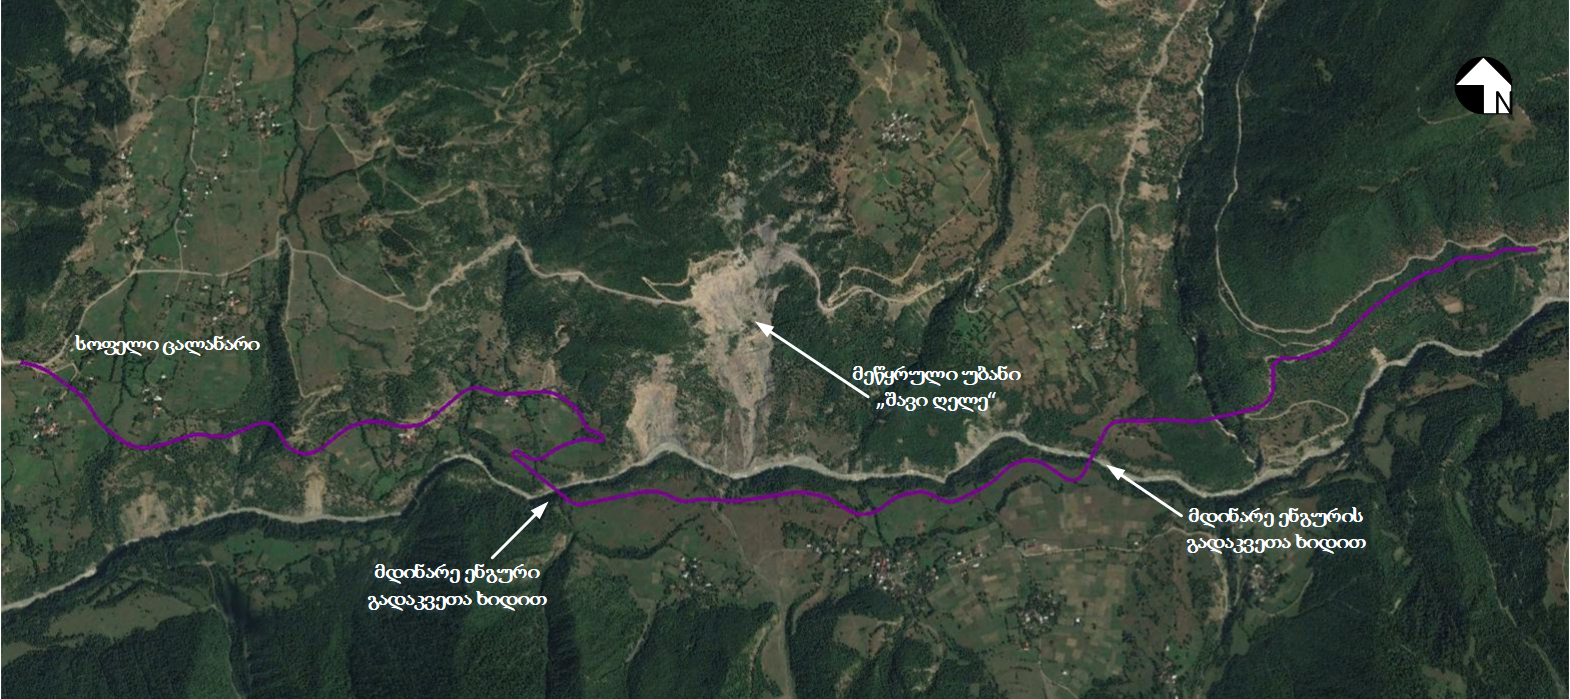 N
სოფელი ცალანარი
მეწყრული უბანი
„შავი ღელე“
მდინარე ენგურის
გადაკვეთა ხიდით
მდინარე ენგური
გადაკვეთა ხიდით